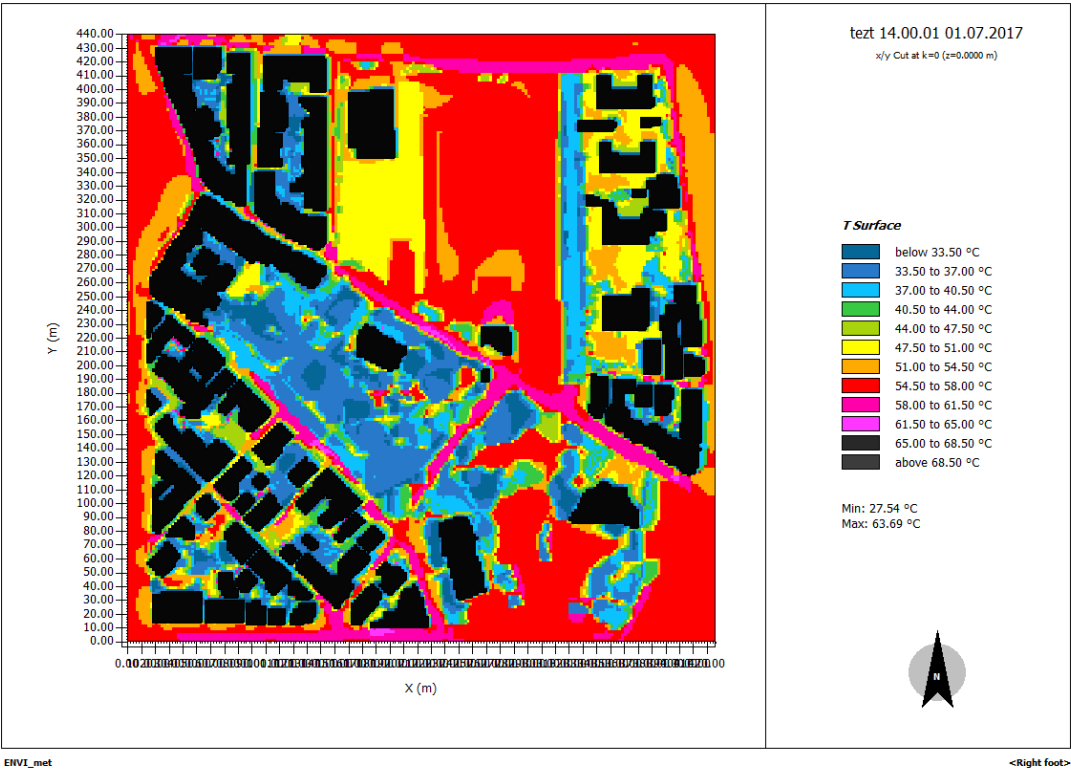 tezt 14.00.01 01.07.2017
x/y Cut at k=0 (z=0.0000 m)
440.00
430.00
420.00
410.00
400.00
390.00
380.00
370.00
360.00
350.00
340.00
330.00
320.00
310.00
300.00
290.00
280.00
270.00
260.00
250.00
240.00
230.00
220.00
210.00
200.00
190.00
180.00
170.00
160.00
150.00
140.00
130.00
120.00
110.00
100.00
90.00
80.00
70.00
60.00
50.00
40.00
30.00
20.00
10.00
0.00
Y (m)
X (m)
T Surface
below 33.50 °C
33.50 to 37.00 °C
37.00 to 40.50 °C
40.50 to 44.00 °C
44.00 to 47.50 °C
47.50 to 51.00 °C
51.00 to 54.50 °C
54.50 to 58.00 °C
58.00 to 61.50 °C
61.50 to 65.00 °C
65.00 to 68.50 °C
above 68.50 °C
Min: 27.54 °C
Max: 63.69 °C
N
ENVI_met
<Right foot>